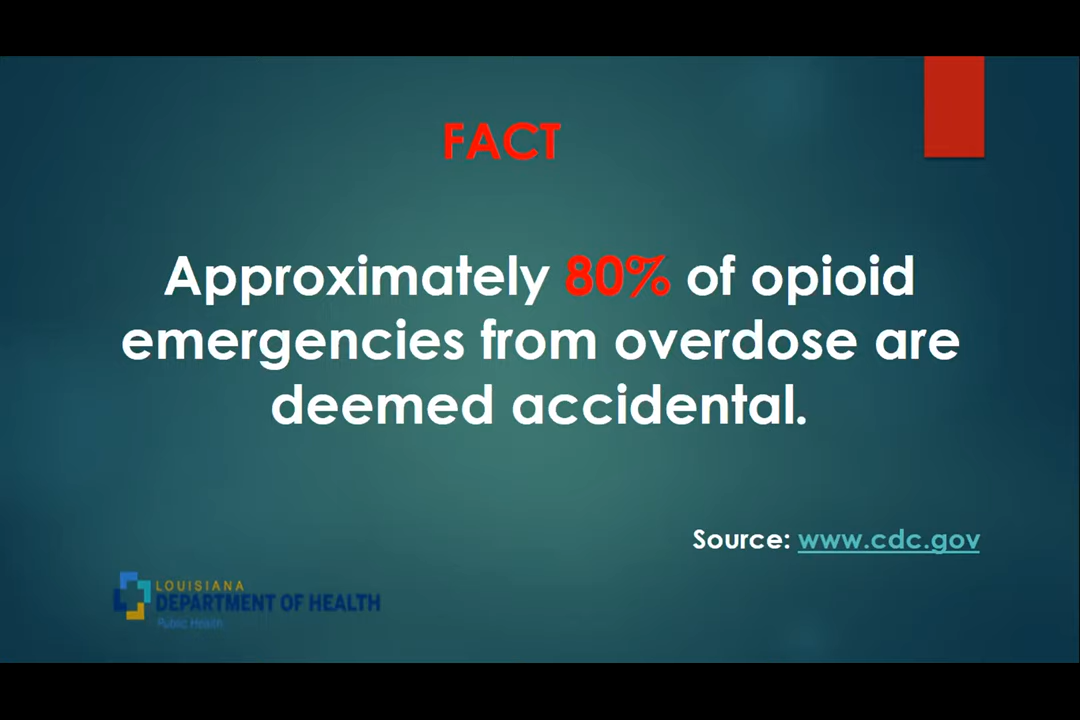 FACT
Approximately 80% of opioid
emergencies from overdose are
deemed accidental.
Source: www.cdc.gov
LOUISIANA
DEPARTMENT OF HEALTH
Public Health